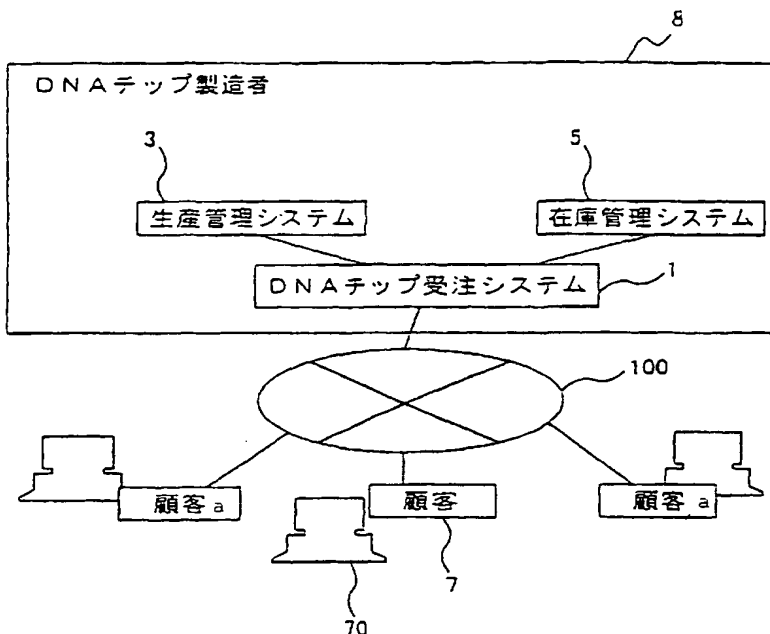 8
DNAチップ製造者
3
5
生産管理システム
在庫管理システム
DNAチップ受注システム
1
100
顧客a
顧客
顧客a
7
70